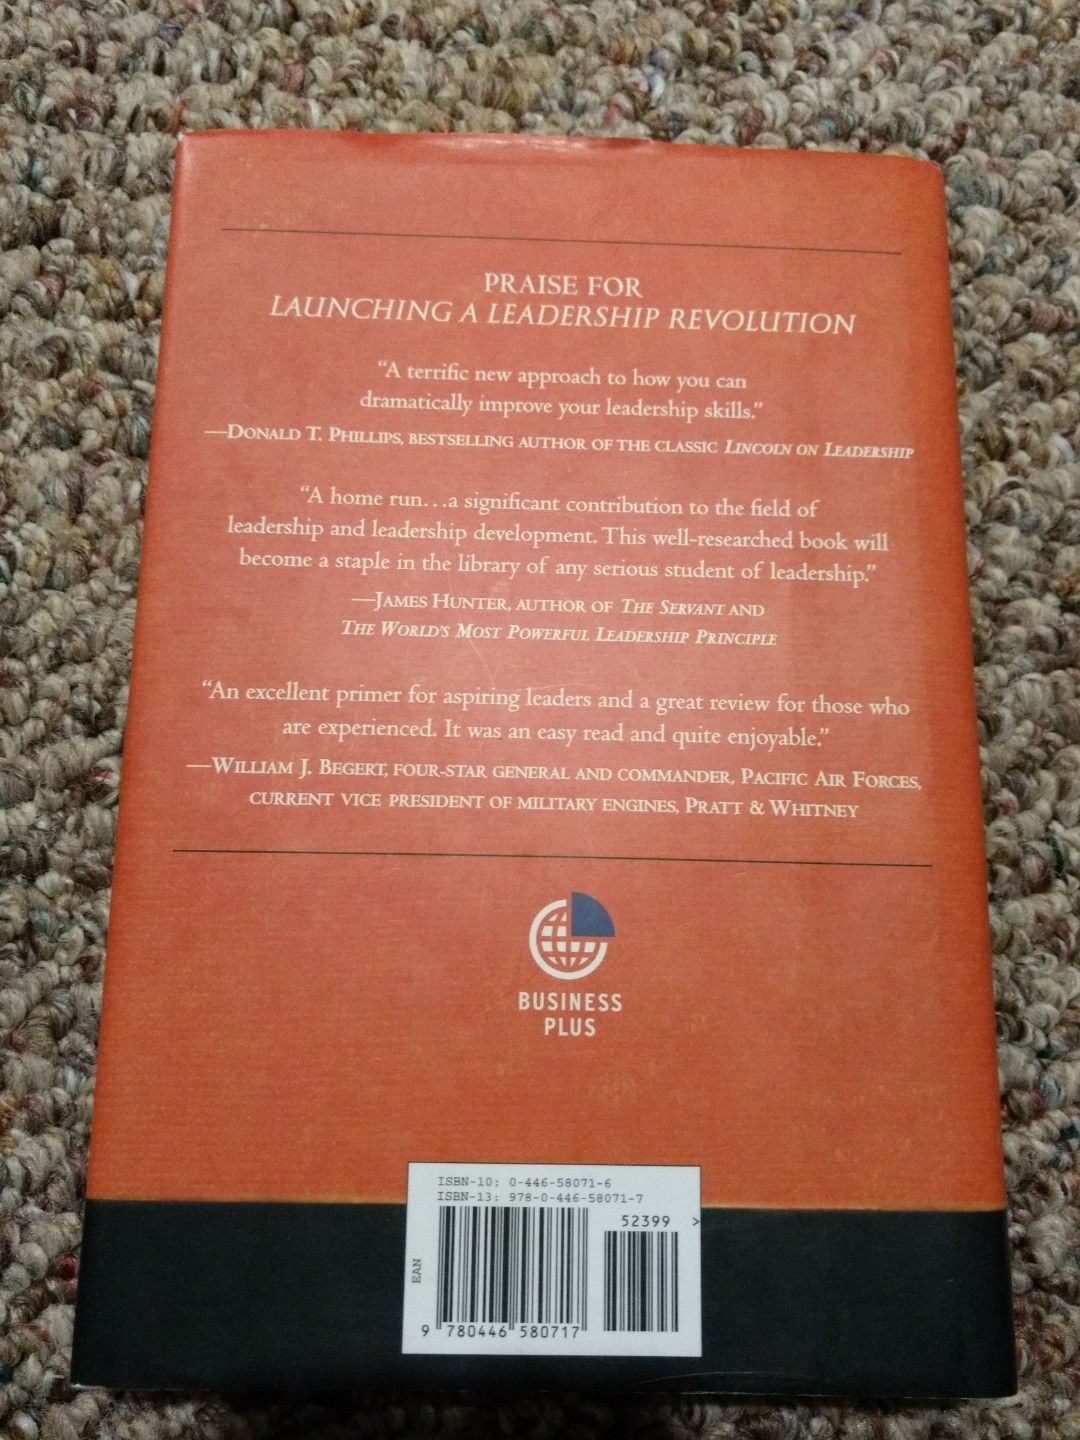 PRAISE FOR
LAUNCHING A LEADERSHIP REVOLUTION
“A terrific new approach to how you can
dramatically improve your leadership skills.”
—DONALD T. PHILLIPS, BESTSELLING AUTHOR OF THE CLASSIC LINCOLN ON LEADERSHIP
“A home run...a significant contribution to the field of
leadership and leadership development. This well-researched book will
become a staple in the library of any serious student of leadership.”
—JAMES HUNTER, AUTHOR OF THE SERVANT AND
THE WORLD’S MOST POWERFUL LEADERSHIP PRINCIPLE
“An excellent primer for aspiring leaders and a great review for those who
are experienced. It was an easy read and quite enjoyable.”
—WILLIAM J. BEGERT, FOUR-STAR GENERAL AND COMMANDER, PACIFIC AIR FORCES,
CURRENT VICE PRESIDENT OF MILITARY ENGINES, PRATT & WHITNEY
BUSINESS
PLUS
ISBN-10: 0-446-58071-6
ISBN-13: 978-0-446-58071-7
52399 >
EAN
9 780446 580717